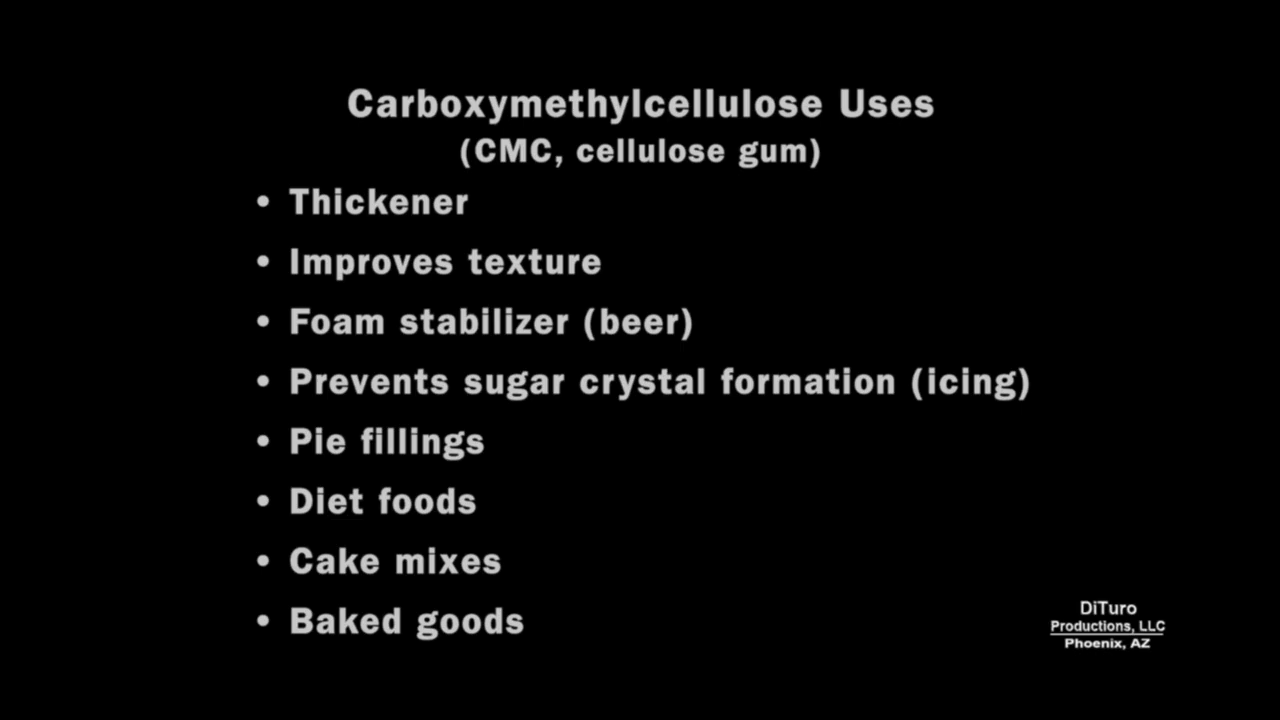 Carboxymethylcellulose Uses
(CMC, cellulose gum)
• Thickener
• Improves texture
• Foam stabilizer (beer)
• Prevents sugar crystal formation (icing)
• Pie fillings
• Diet foods
• Cake mixes
• Baked goods
DiTuro
Productions, LLC
Phoenix, AZ